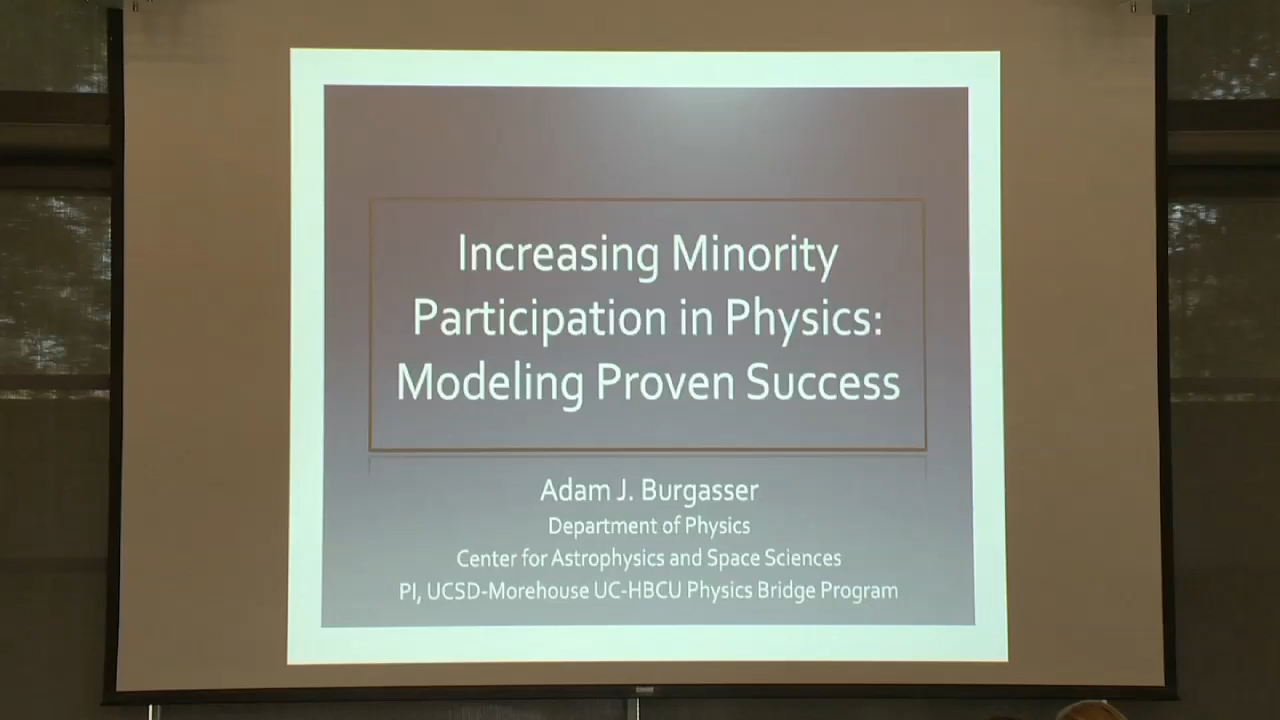 Increasing Minority
Participation in Physics:
Modeling Proven Success
Adam J. Burgasser
Department of Physics
Center for Astrophysics and Space Sciences
PI, UCSD-Morehouse UC-HBCU Physics Bridge Program